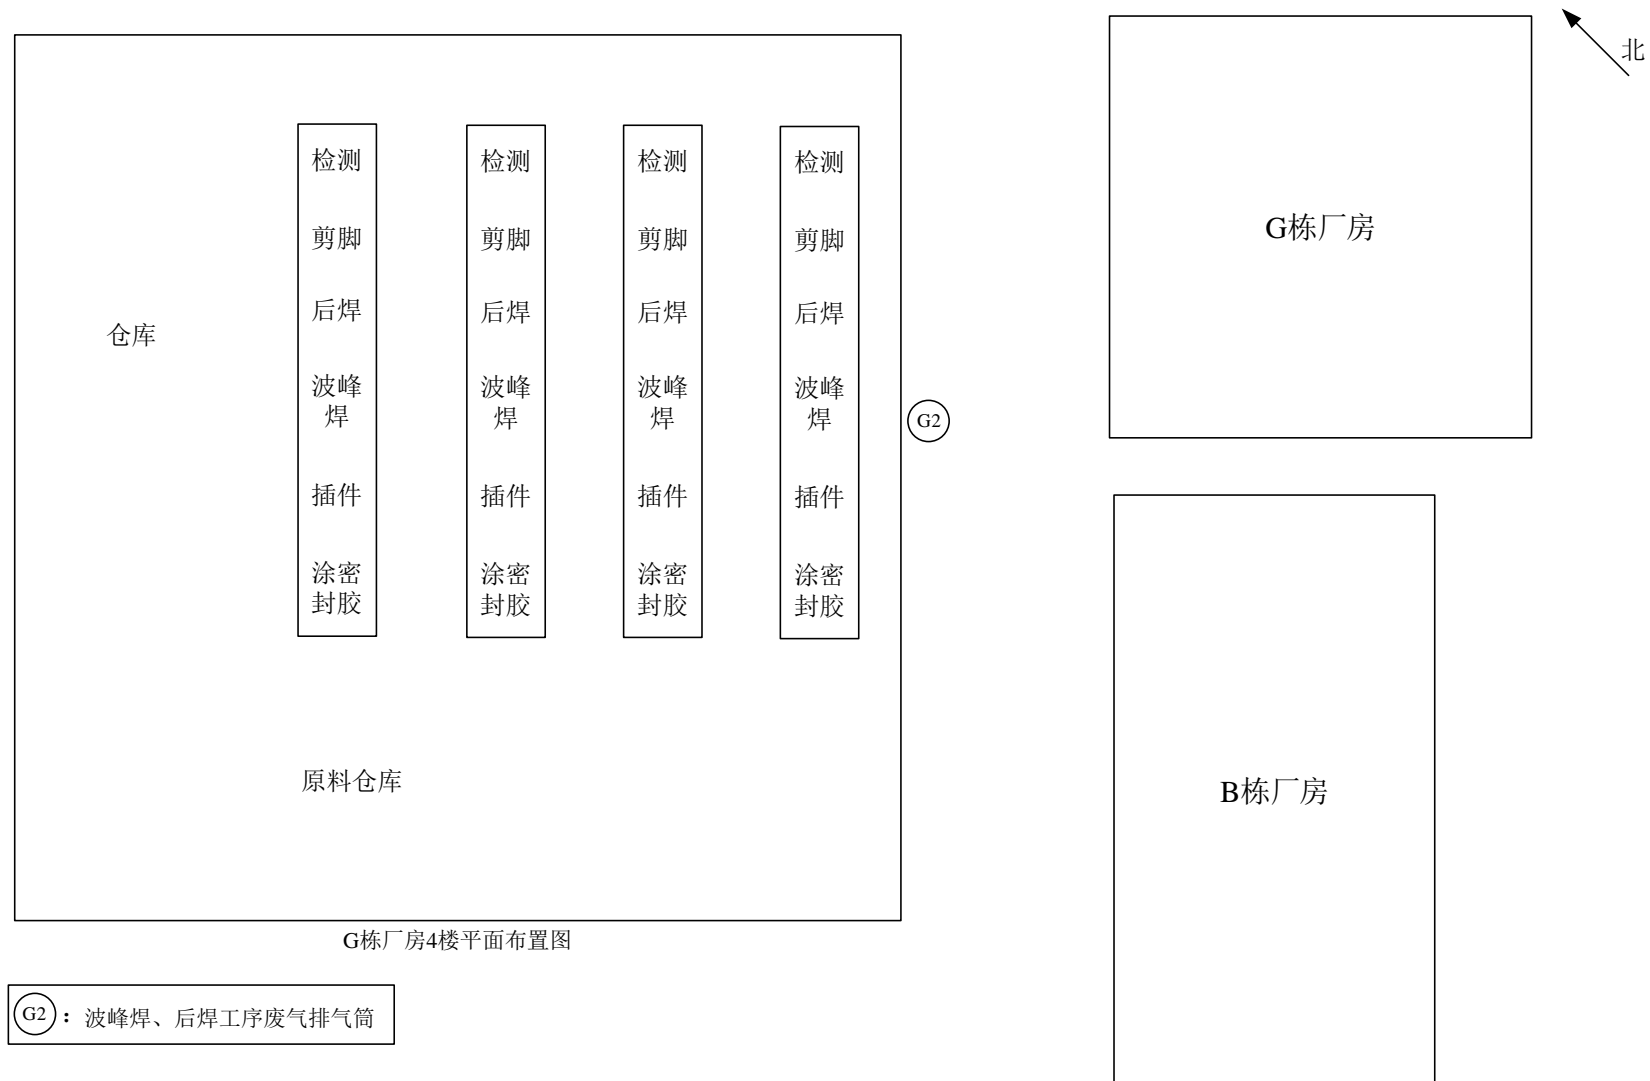 北
检测
剪脚
后焊
波峰
焊
插件
涂密
封胶
检测
剪脚
后焊
波峰
焊
插件
涂密
封胶
检测
剪脚
后焊
波峰
焊
插件
涂密
封胶
检测
剪脚
后焊
波峰
焊
插件
涂密
封胶
仓库
G2
原料仓库
G栋厂房4楼平面布置图
G2：波峰焊、后焊工序废气排气筒
G栋厂房
B栋厂房